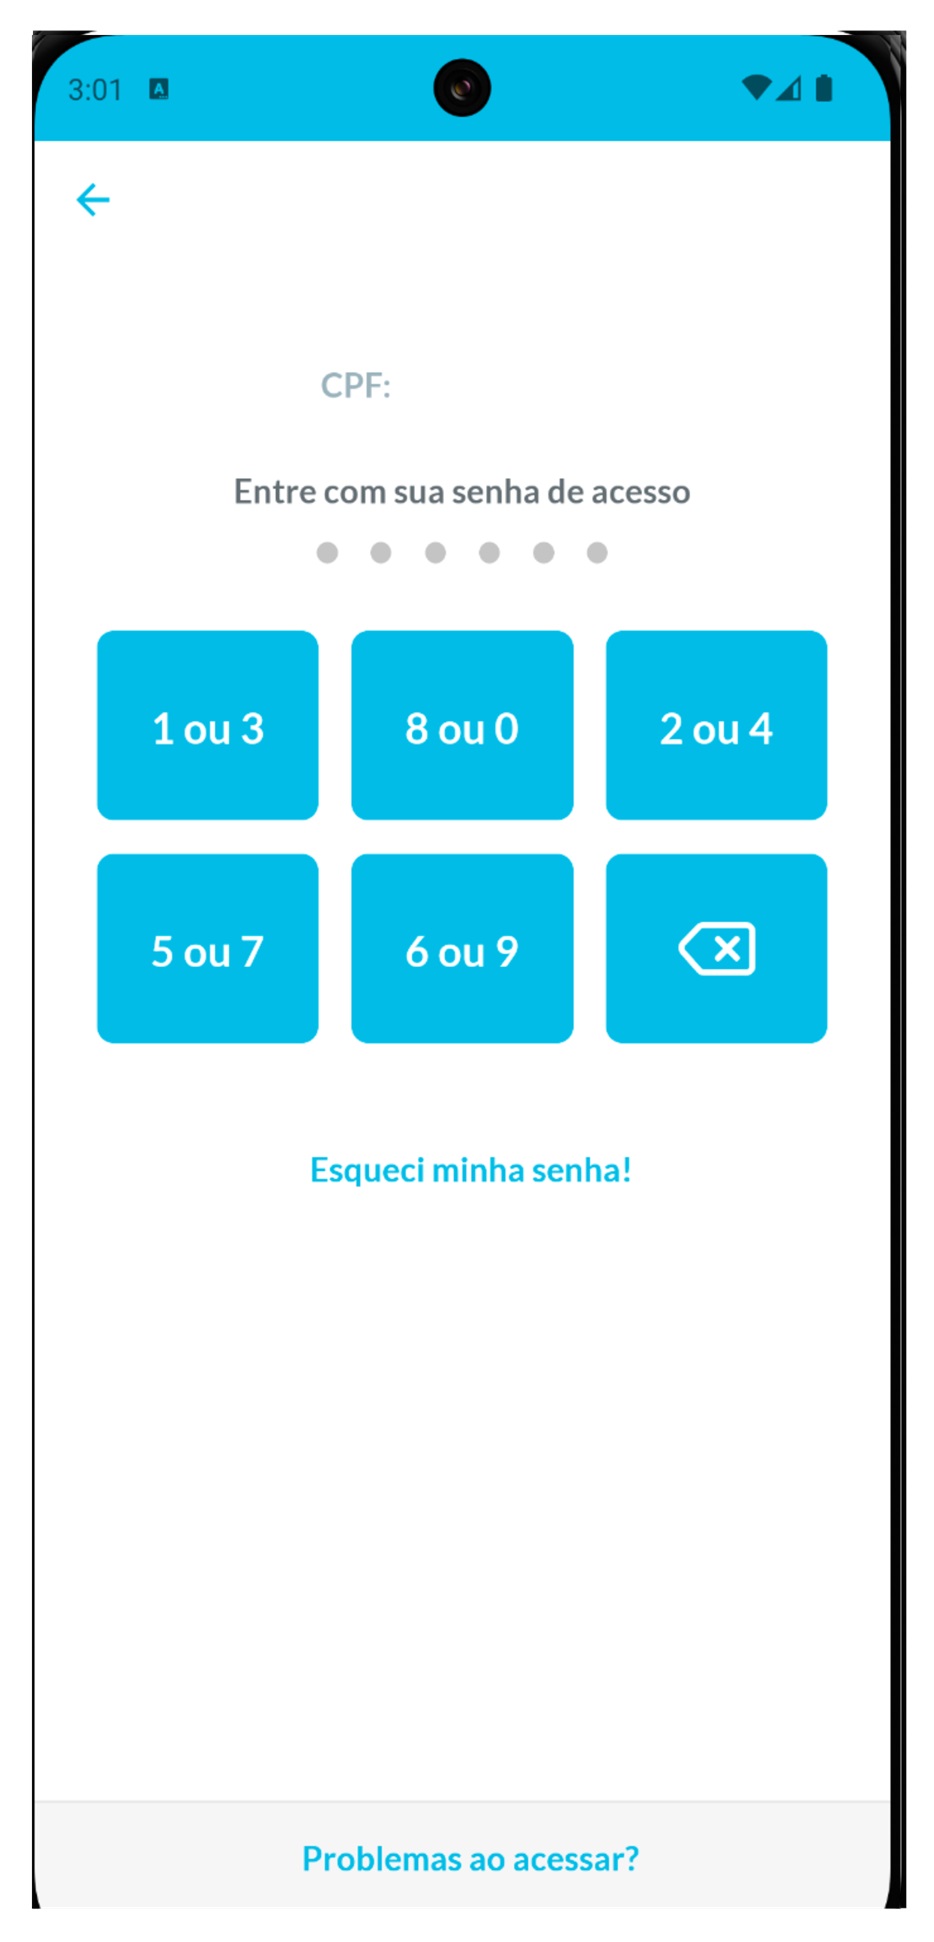 3:01 A
CPF:
Entre com sua senha de acesso
1 ou 3 8 ou 0 2 ou 4
5 ou 7 6 ou 9
Esqueci minha senha!
Problemas ao acessar?